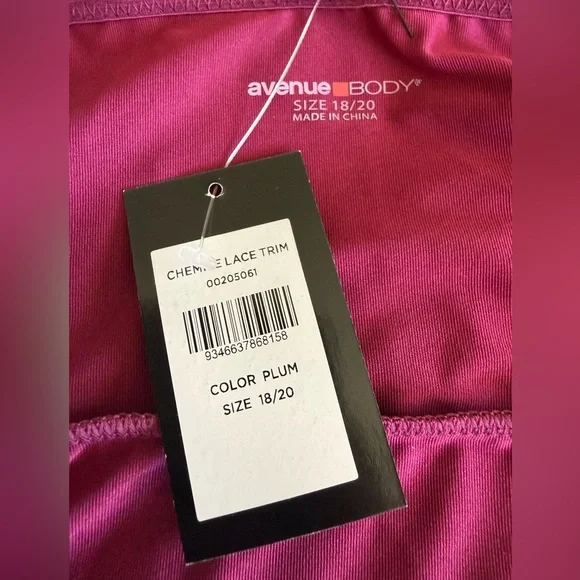 avenue BODY®
SIZE 18/20
MADE IN CHINA
LACE TRIM
00205061
9346637868158
COLOR PLUM
SIZE 18/20